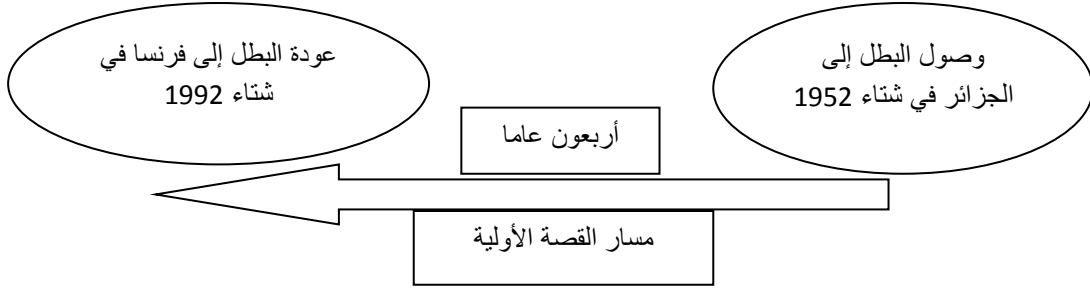 وصول البطل إلى
الجزائر في شتاء 1952
عودة البطل إلى فرنسا في
شتاء 1992
أربعون عاما
مسار القصة الأولية